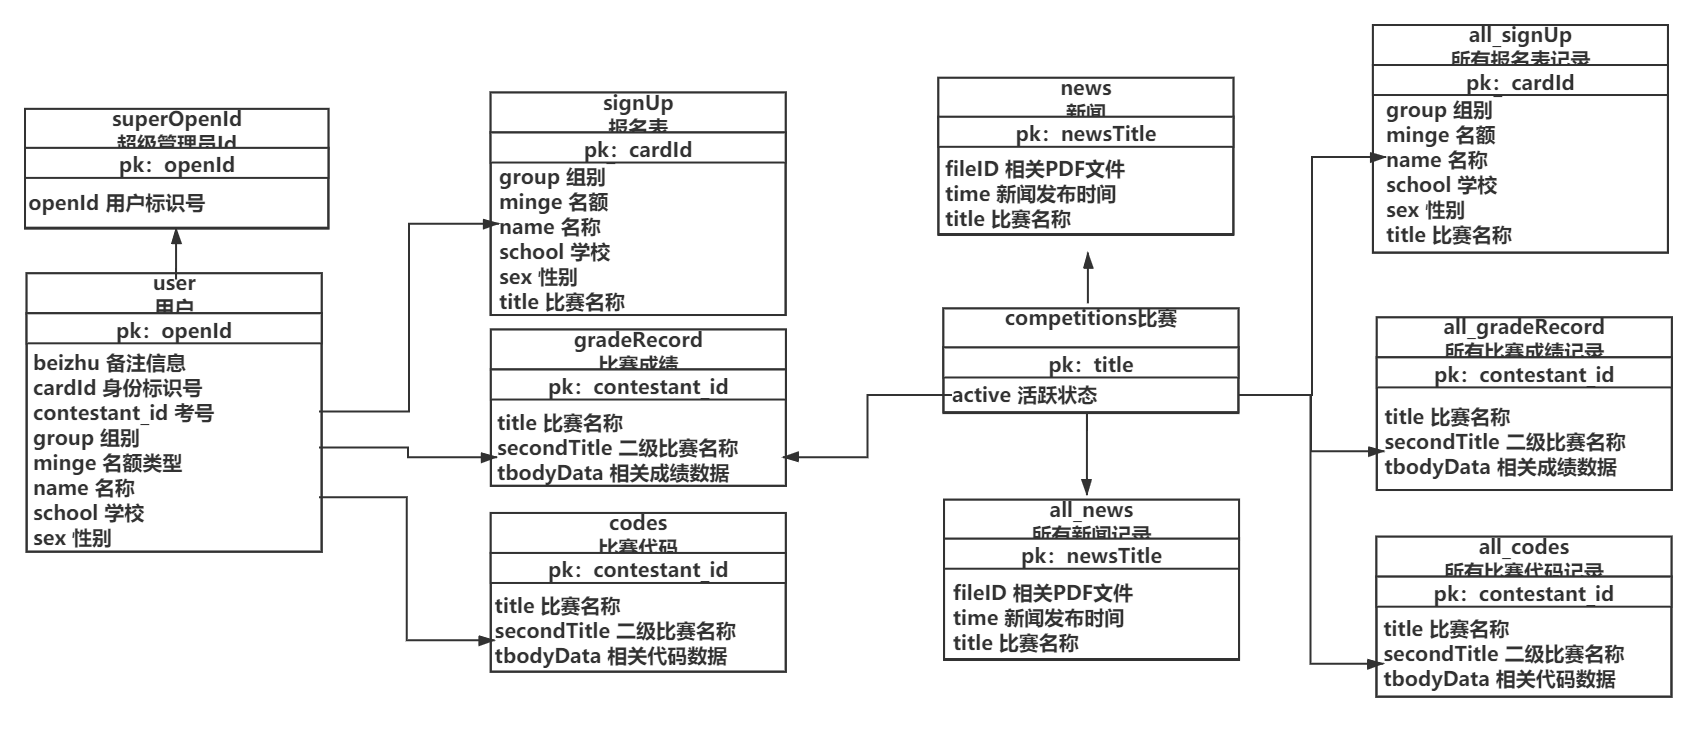 superOpenId
超级管理员Id
pk: openId
openId 用户标识号
user
用户
pk: openId
beizhu 备注信息
cardId 身份标识号
contestant_id 考号
group 组别
minge 名额类型
name 名称
school 学校
sex 性别
signUp
报名表
pk: cardId
group 组别
minge 名额
name 名称
school 学校
sex 性别
title 比赛名称
gradeRecord
比赛成绩
pk: contestant_id
title 比赛名称
secondTitle 二级比赛名称
tbodyData 相关成绩数据
codes
比赛代码
pk: contestant_id
title 比赛名称
secondTitle 二级比赛名称
tbodyData 相关代码数据
news
新闻
pk: newsTitle
fileID 相关PDF文件
time 新闻发布时间
title 比赛名称
competitions比赛
pk: title
active 活跃状态
all_news
所有新闻记录
pk: newsTitle
fileID 相关PDF文件
time 新闻发布时间
title 比赛名称
all_signUp
所有报名表记录
pk: cardId
group 组别
minge 名额
name 名称
school 学校
sex 性别
title 比赛名称
all_gradeRecord
所有比赛成绩记录
pk: contestant_id
title 比赛名称
secondTitle 二级比赛名称
tbodyData 相关成绩数据
all_codes
所有比赛代码记录
pk: contestant_id
title 比赛名称
secondTitle 二级比赛名称
tbodyData 相关代码数据